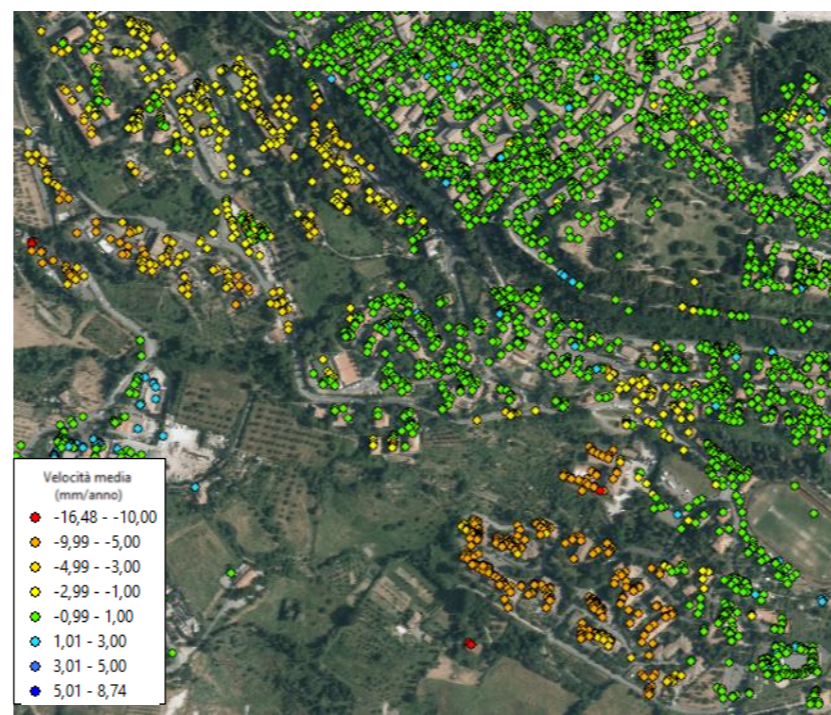 Velocità media
(mm/anno)
-16,48 - -10,00
-9,99 - -5,00
-4,99 - -3,00
-2,99 - -1,00
-0,99 - 1,00
1,01 - 3,00
3,01 - 5,00
5,01 - 8,74